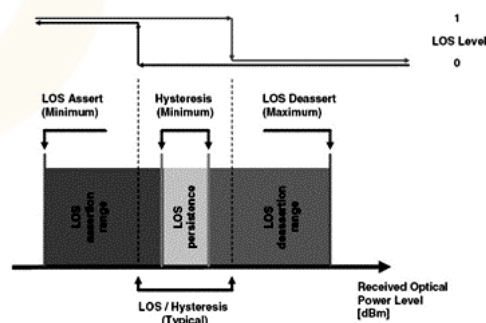 1
LOS Level
0
LOS Assert
(Minimum)
Hysteresis
(Minimum)
LOS Deassert
(Maximum)
LOS
assertion
range
LOS
persistence
LOS
deassertion
range
LOS / Hysteresis
(Typical)
Received Optical
Power Level
[dBm]